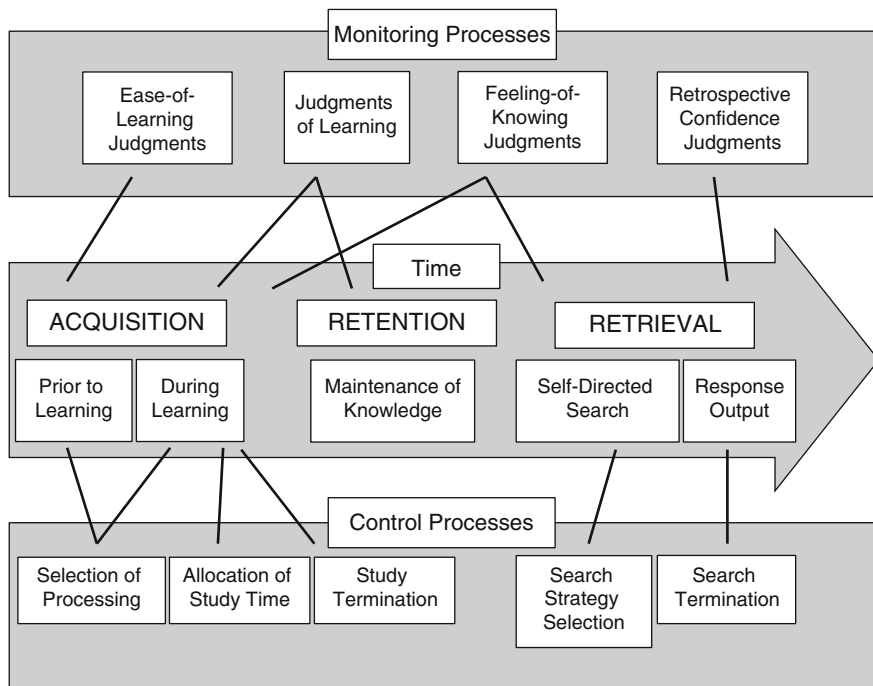 Monitoring Processes
Ease-of-
Learning
Judgments
Judgments
of Learning
Feeling-of-
Knowing
Judgments
Retrospective
Confidence
Judgments
Time
ACQUISITION
RETENTION
RETRIEVAL
Prior to
Learning
During
Learning
Maintenance of
Knowledge
Self-Directed
Search
Response
Output
Control Processes
Selection of
Processing
Allocation of
Study Time
Study
Termination
Search
Strategy
Selection
Search
Termination